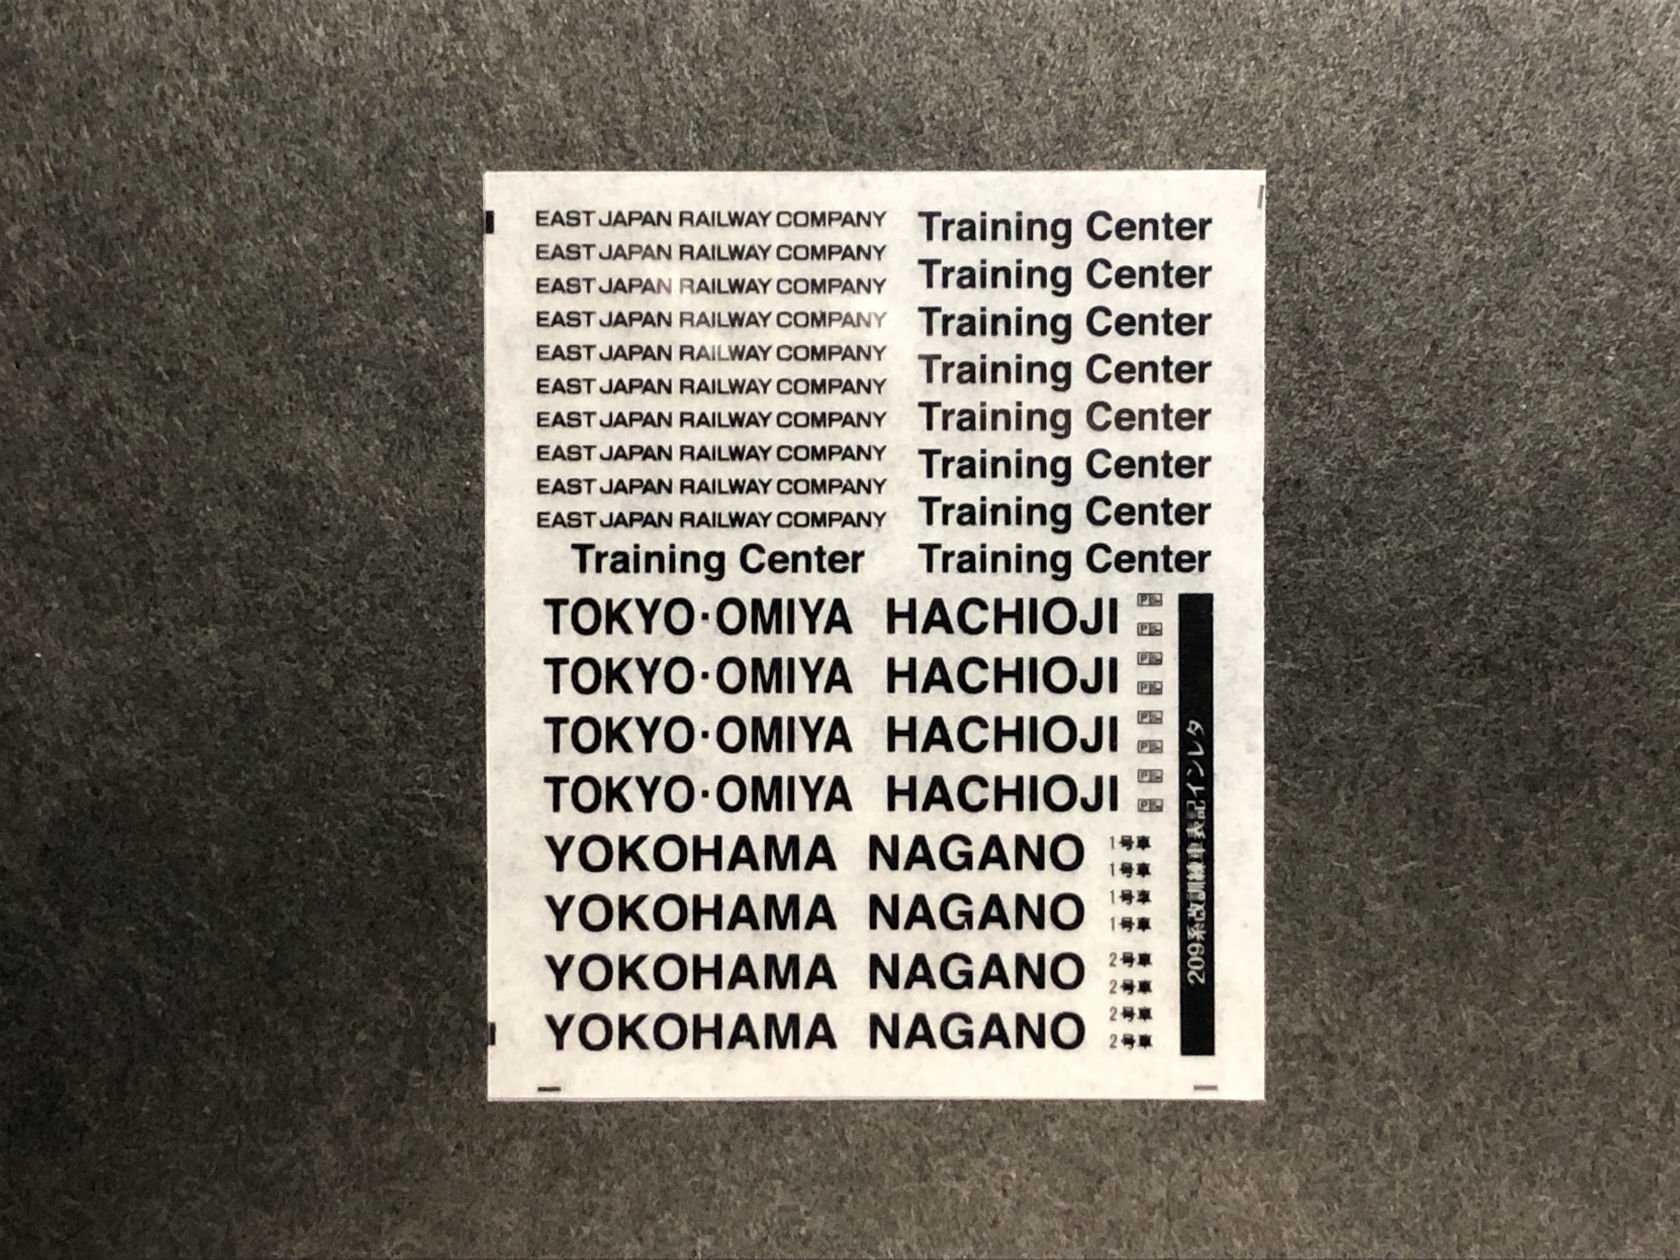 EAST JAPAN RAILWAY COMPANY
EAST JAPAN RAILWAY COMPANY
EAST JAPAN RAILWAY COMPANY
EAST JAPAN RAILWAY COMPANY
EAST JAPAN RAILWAY COMPANY
EAST JAPAN RAILWAY COMPANY
EAST JAPAN RAILWAY COMPANY
EAST JAPAN RAILWAY COMPANY
EAST JAPAN RAILWAY COMPANY
EAST JAPAN RAILWAY COMPANY
Training Center
Training Center
Training Center
Training Center
Training Center
Training Center
Training Center
Training Center Training Center
TOKYO·OMIYA HACHIOJI
TOKYO·OMIYA HACHIOJI
TOKYO·OMIYA HACHIOJI
TOKYO·OMIYA HACHIOJI
YOKOHAMA NAGANO
YOKOHAMA NAGANO
YOKOHAMA NAGANO
YOKOHAMA NAGANO
1号車
1号車
1号車
1号車
2号車
2号車
2号車
2号車
209系改訓練車表記インレタ